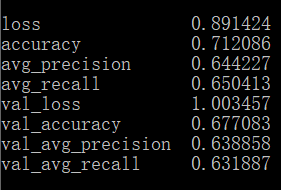 loss 0.891424
accuracy 0.712086
avg_precision 0.644227
avg_recall 0.650413
val_loss 1.003457
val_accuracy 0.677083
val_avg_precision 0.638858
val_avg_recall 0.631887